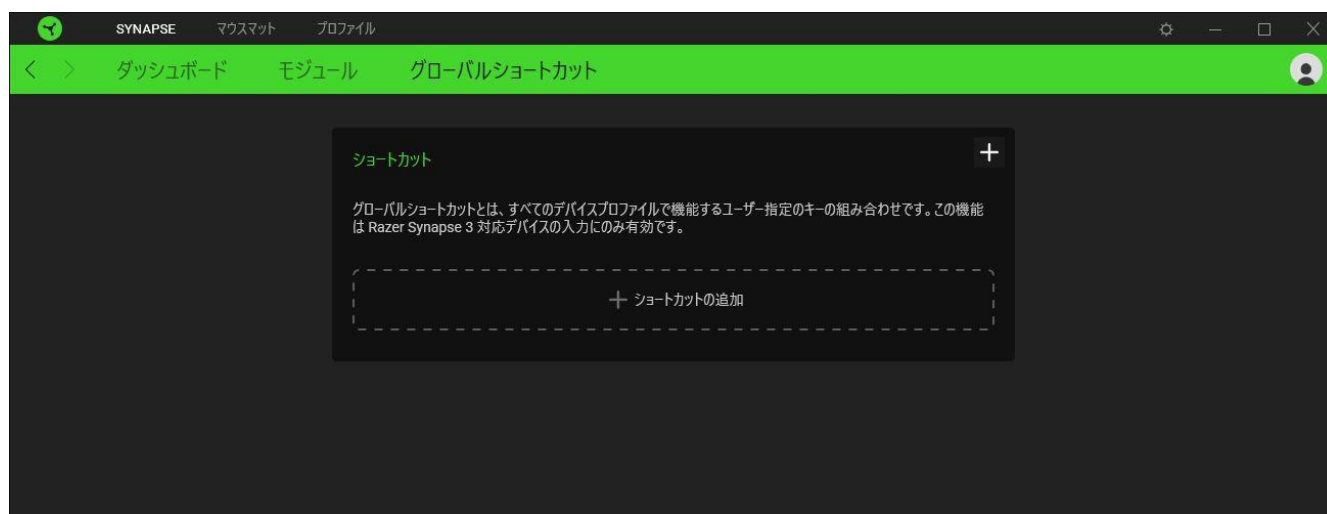 SYNAPSE マウスマット プロファイル
ダッシュボード モジュール グローバルショートカット
ショートカット
グローバルショートカットとは、すべてのデバイスプロファイルで機能するユーザー指定のキーの組み合わせです。この機能
は Razer Synapse 3 対応デバイスの入力にのみ有効です。
ショートカットの追加